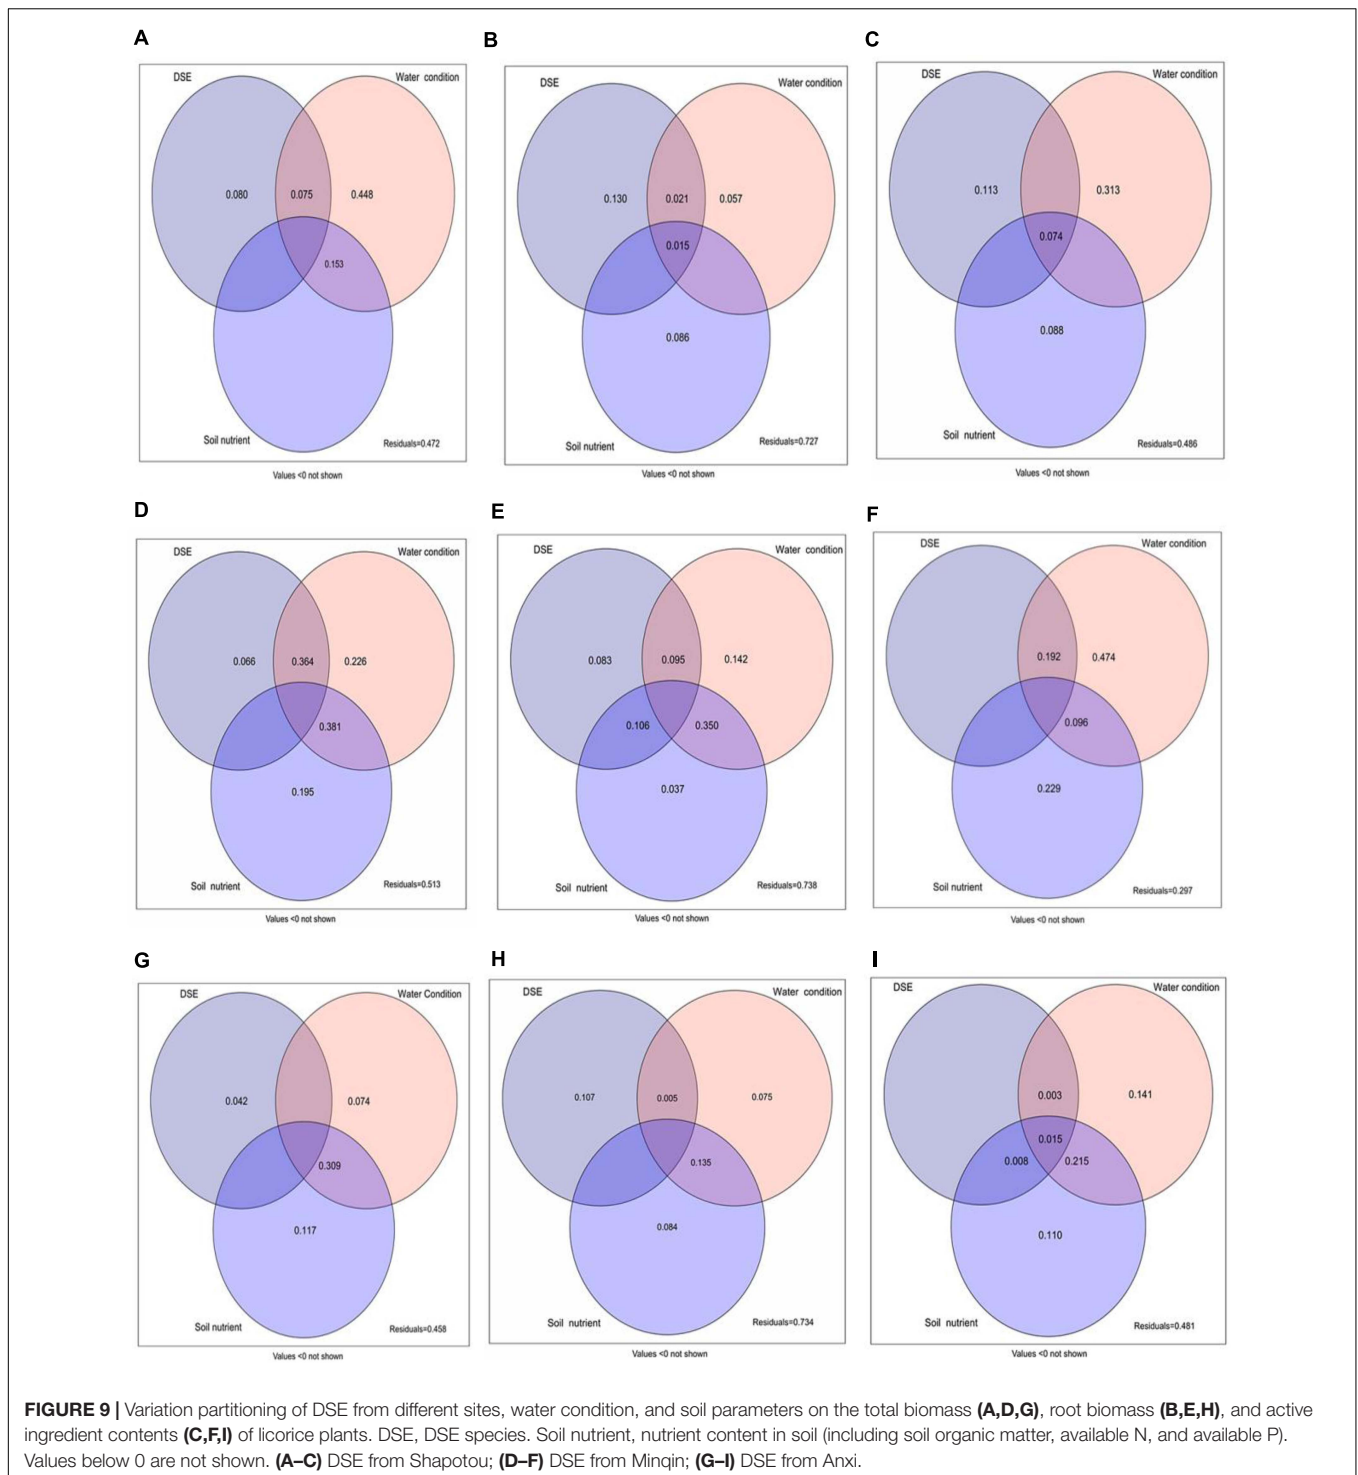 A
DSE
Water condition
0.080
0.075
0.448
0.153
Soil nutrient
Residuals=0.472
Values <0 not shown
B
DSE
Water condition
0.130
0.021
0.057
0.015
0.086
Soil nutrient
Residuals=0.727
Values <0 not shown
C
DSE
Water condition
0.113
0.313
0.074
0.088
Soil nutrient
Residuals=0.486
Values <0 not shown
D
DSE
Water condition
0.066
0.364
0.226
0.381
0.195
Soil nutrient
Residuals=0.513
Values <0 not shown
E
DSE
Water condition
0.083
0.095
0.142
0.106
0.350
0.037
Soil nutrient
Residuals=0.738
Values <0 not shown
F
DSE
Water condition
0.192
0.474
0.096
0.229
Soil nutrient
Residuals=0.297
Values <0 not shown
G
DSE
Water Condition
0.042
0.074
0.309
0.117
Soil nutrient
Residuals=0.458
Values <0 not shown
H
DSE
Water condition
0.107
0.005
0.075
0.135
0.084
Soil nutrient
Residuals=0.734
Values <0 not shown
I
DSE
Water condition
0.003
0.141
0.015
0.008
0.215
0.110
Soil nutrient
Residuals=0.481
Values <0 not shown
FIGURE 9 | Variation partitioning of DSE from different sites, water condition, and soil parameters on the total biomass (A,D,G), root biomass (B,E,H), and active
ingredient contents (C,F,I) of licorice plants. DSE, DSE species. Soil nutrient, nutrient content in soil (including soil organic matter, available N, and available P).
Values below 0 are not shown. (A–C) DSE from Shapotou; (D–F) DSE from Minqin; (G–I) DSE from Anxi.